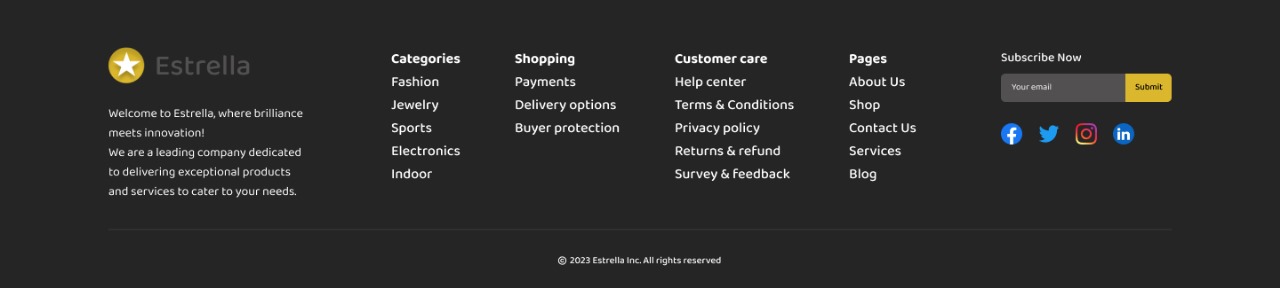 Estrella
Welcome to Estrella, where brilliance
meets innovation!
We are a leading company dedicated
to delivering exceptional products
and services to cater to your needs.
Categories
Fashion
Jewelry
Sports
Electronics
Indoor
Shopping
Payments
Delivery options
Buyer protection
Customer care
Help center
Terms & Conditions
Privacy policy
Returns & refund
Survey & feedback
Pages
About Us
Shop
Contact Us
Services
Blog
Subscribe Now
Your email
Submit
© 2023 Estrella Inc. All rights reserved